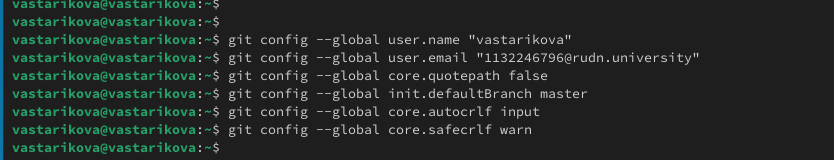 vastarikova@vastarikova:~$
vastarikova@vastarikova:~$
vastarikova@vastarikova:~$ git config --global user.name "vastarikova"
vastarikova@vastarikova:~$ git config --global user.email "1132246796@rudn.university"
vastarikova@vastarikova:~$ git config --global core.quotepath false
vastarikova@vastarikova:~$ git config --global init.defaultBranch master
vastarikova@vastarikova:~$ git config --global core.autocrlf input
vastarikova@vastarikova:~$ git config --global core.safecrlf warn
vastarikova@vastarikova:~$